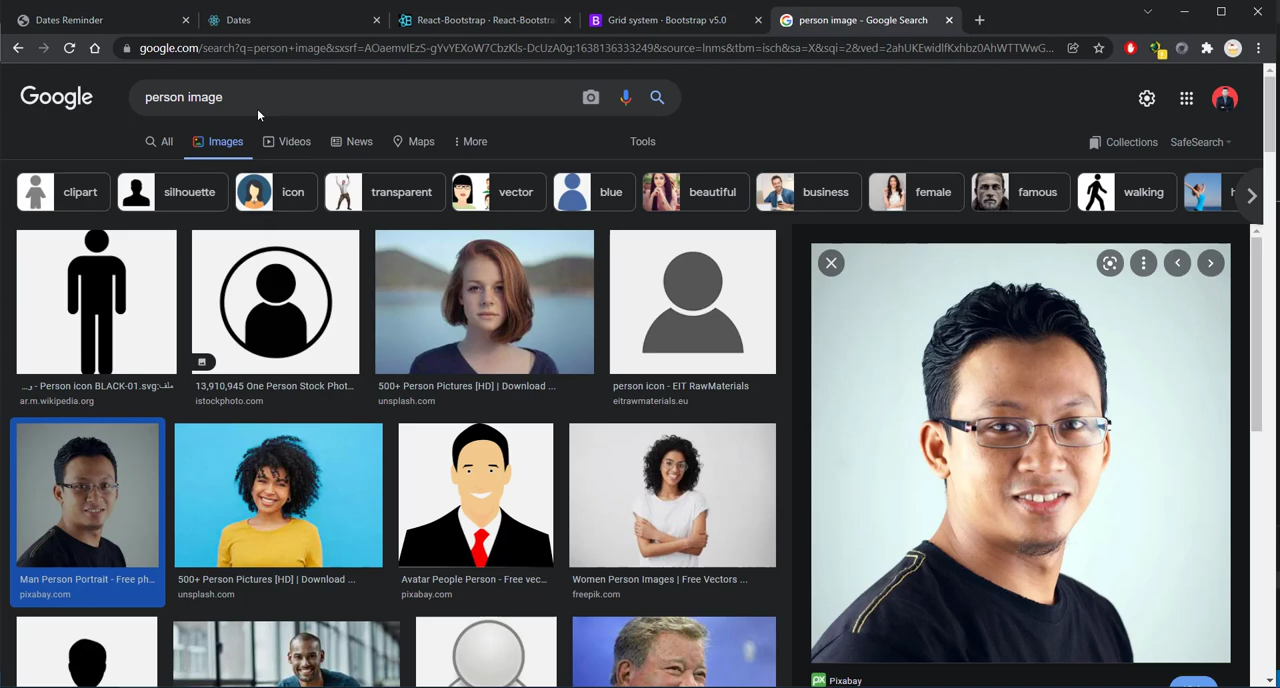 Dates Reminder
Dates
React-Bootstrap · React-Bootstra
Grid system · Bootstrap v5.0
person image - Google Search
google.com/search?q=person+image&sxsrf=AOaemvIEzS-gYvYEXoW7CbzKls-DcUzA0g:1638136333249&source=lnms&tbm=isch&sa=X&sqi=2&ved=2ahUKEwidlfKxhbz0AhWTTWwG...
Google
person image
All
Images
Videos
News
Maps
More
Tools
Collections
SafeSearch
clipart
silhouette
icon
transparent
vector
blue
beautiful
business
female
famous
walking
ملف:Person icon BLACK-01.svg - و...
13,910,945 One Person Stock Phot...
500+ Person Pictures [HD] | Download ...
person icon - EIT RawMaterials
ar.m.wikipedia.org
istockphoto.com
unsplash.com
eitrawmaterials.eu
Man Person Portrait - Free ph...
500+ Person Pictures [HD] | Download ...
Avatar People Person - Free vec...
Women Person Images | Free Vectors ...
pixabay.com
unsplash.com
pixabay.com
freepik.com
px Pixabay